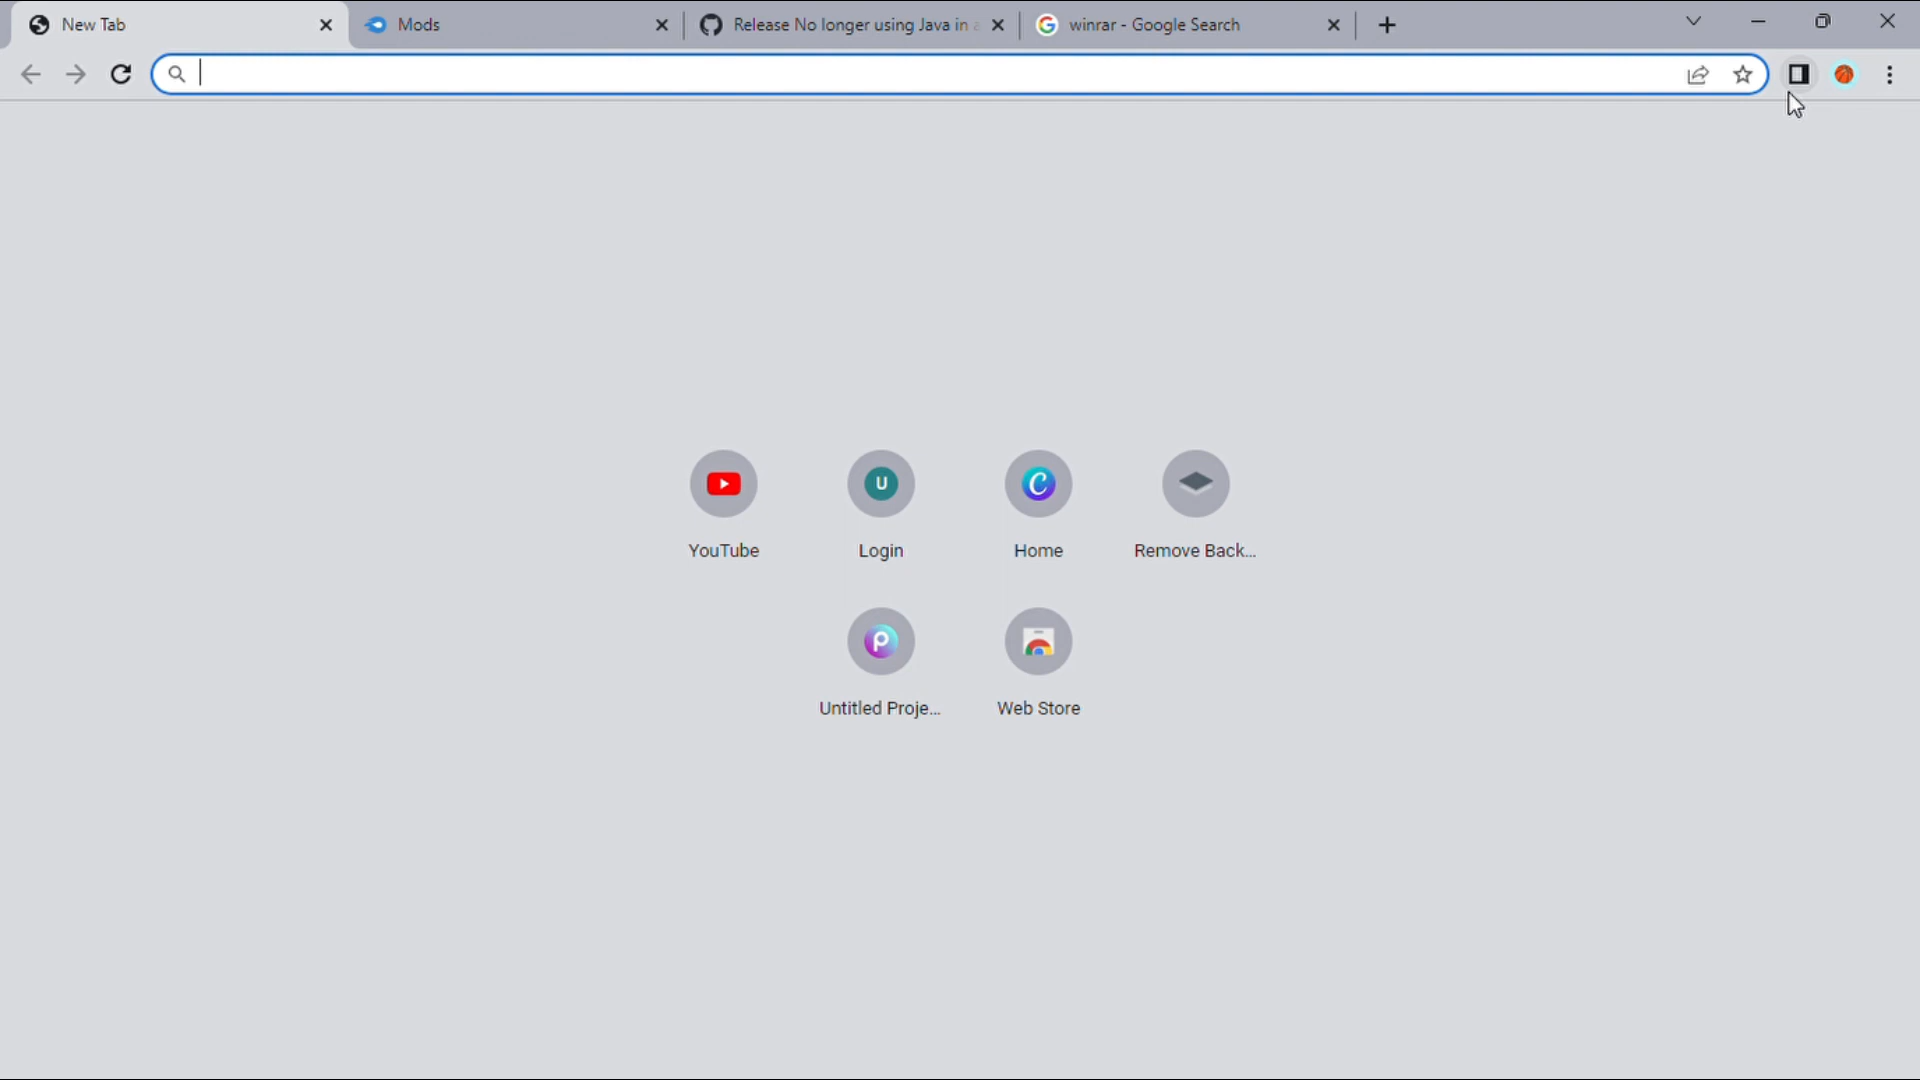 New Tab
Mods
Release No longer using Java in a
winrar - Google Search
YouTube
U
Login
C
Home
Remove Back...
P
Untitled Proje...
Web Store